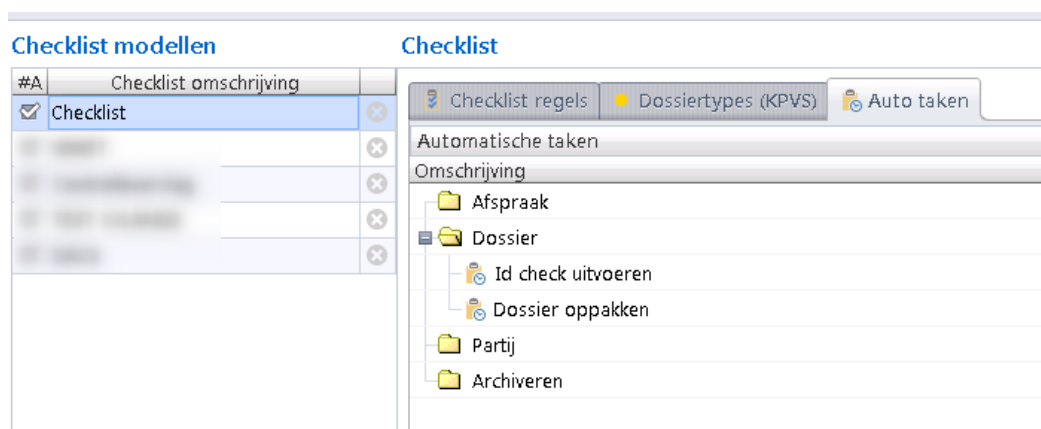 Checklist modellen
Checklist
#A Checklist omschrijving
Checklist
Checklist regels Dossiertypes (KPVS) Auto taken
Automatische taken
Omschrijving
Afspraak
Dossier
Id check uitvoeren
Dossier oppakken
Partij
Archiveren